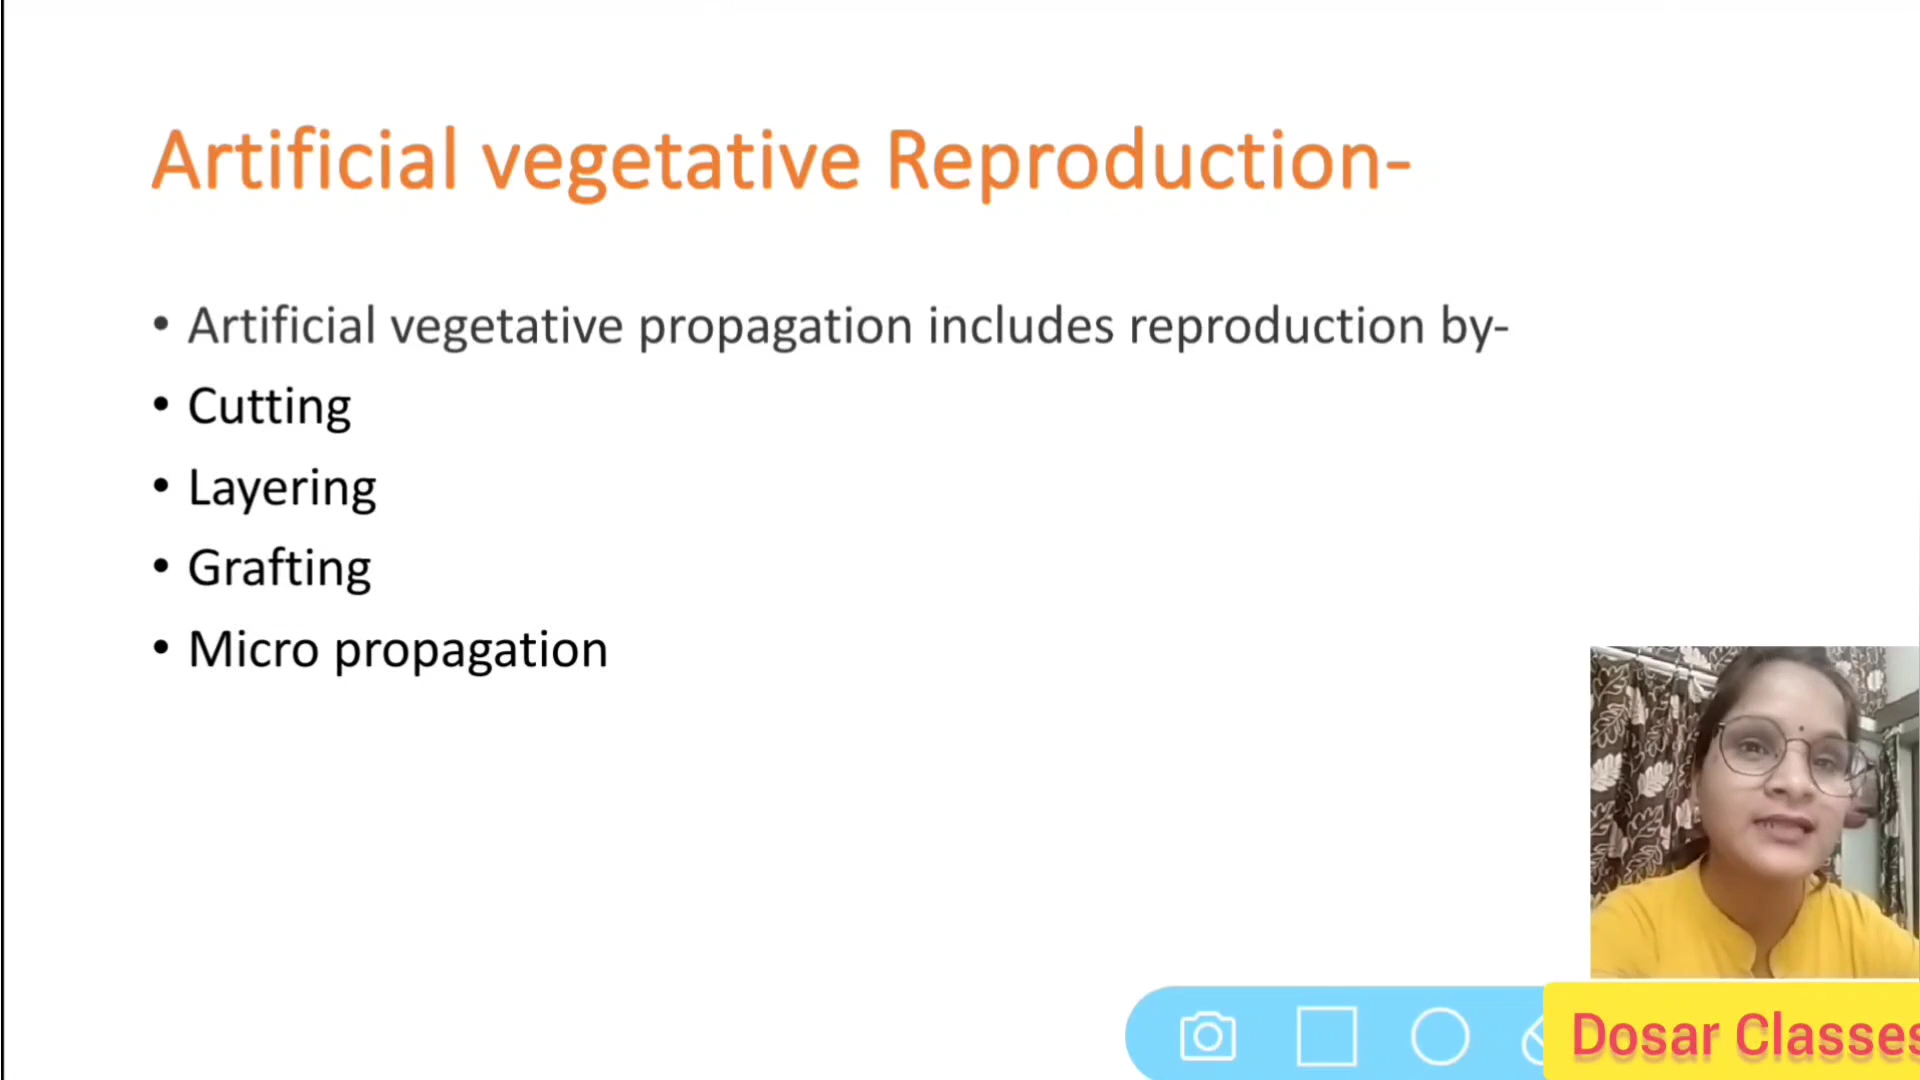 Artificial vegetative Reproduction-
• Artificial vegetative propagation includes reproduction by-
• Cutting
• Layering
• Grafting
• Micro propagation
Dosar Classes